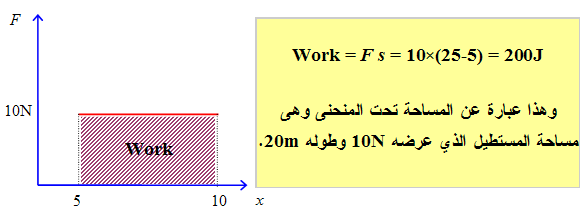 F
10N
Work
5
10
x
Work = F s = 10×(25-5) = 200J
وهذا عبارة عن المساحة تحت المنحنى وهى
مساحة المستطيل الذي عرضه 10N وطوله 20m.